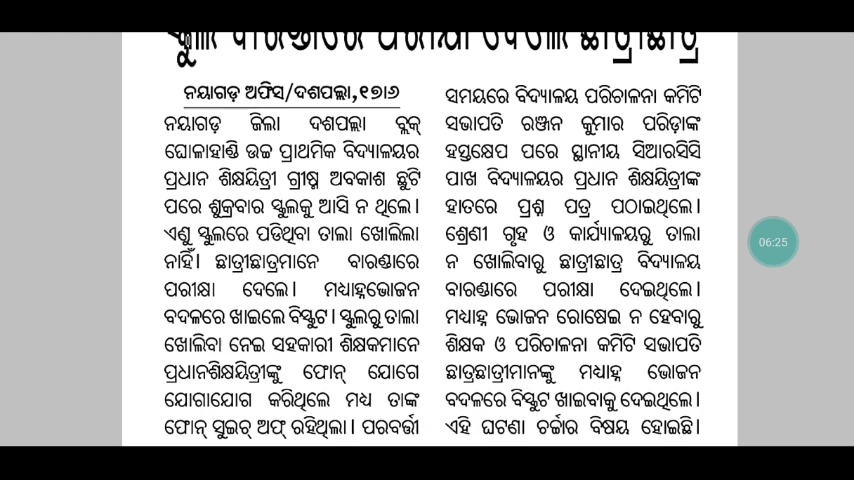 ସ୍କୁଲ ବାରଣ୍ଡାରେ ପରୀକ୍ଷା ଦେଲେ ଛାତ୍ରୀଛାତ୍ର
ନୟାଗଡ଼ ଅଫିସ/ଦଶପଲ୍ଲା,୧୭।୬
ନୟାଗଡ଼ ଜିଲା ଦଶପଲ୍ଲା ବ୍ଲକ୍
ଘୋଳାହାଣ୍ଡି ଉଚ୍ଚ ପ୍ରାଥମିକ ବିଦ୍ୟାଳୟର
ପ୍ରଧାନ ଶିକ୍ଷୟିତ୍ରୀ ଗ୍ରୀଷ୍ମ ଅବକାଶ ଛୁଟି
ପରେ ଶୁକ୍ରବାର ସ୍କୁଲକୁ ଆସି ନ ଥିଲେ।
ଏଣୁ ସ୍କୁଲରେ ପଡିଥିବା ତାଲା ଖୋଲିଲା
ନାହିଁ। ଛାତ୍ରୀଛାତ୍ରମାନେ ବାରଣ୍ଡାରେ
ପରୀକ୍ଷା ଦେଲେ। ମଧ୍ୟାହ୍ନଭୋଜନ
ବଦଳରେ ଖାଇଲେ ବିସ୍କୁଟ। ସ୍କୁଲରୁ ତାଲା
ଖୋଲିବା ନେଇ ସହକାରୀ ଶିକ୍ଷକମାନେ
ପ୍ରଧାନଶିକ୍ଷୟିତ୍ରୀଙ୍କୁ ଫୋନ୍ ଯୋଗେ
ଯୋଗାଯୋଗ କରିଥିଲେ ମଧ୍ୟ ତାଙ୍କ
ଫୋନ୍ ସୁଇଚ୍ ଅଫ୍ ରହିଥିଲା। ପରବର୍ତ୍ତୀ
ସମୟରେ ବିଦ୍ୟାଳୟ ପରିଚାଳନା କମିଟି
ସଭାପତି ରଞ୍ଜନ କୁମାର ପରିଡ଼ାଙ୍କ
ହସ୍ତକ୍ଷେପ ପରେ ସ୍ଥାନୀୟ ସିଆରସିସି
ପାଖ ବିଦ୍ୟାଳୟର ପ୍ରଧାନ ଶିକ୍ଷୟିତ୍ରୀଙ୍କ
ହାତରେ ପ୍ରଶ୍ନ ପତ୍ର ପଠାଇଥିଲେ।
ଶ୍ରେଣୀ ଗୃହ ଓ କାର୍ଯ୍ୟାଳୟରୁ ତାଲା
ନ ଖୋଲିବାରୁ ଛାତ୍ରୀଛାତ୍ର ବିଦ୍ୟାଳୟ
ବାରଣ୍ଡାରେ ପରୀକ୍ଷା ଦେଇଥିଲେ।
ମଧ୍ୟାହ୍ନ ଭୋଜନ ରୋଷେଇ ନ ହେବାରୁ
ଶିକ୍ଷକ ଓ ପରିଚାଳନା କମିଟି ସଭାପତି
ଛାତ୍ରଛାତ୍ରୀମାନଙ୍କୁ ମଧ୍ୟାହ୍ନ ଭୋଜନ
ବଦଳରେ ବିସ୍କୁଟ ଖାଇବାକୁ ଦେଇଥିଲେ।
ଏହି ଘଟଣା ଚର୍ଚ୍ଚାର ବିଷୟ ହୋଇଛି।
06:25